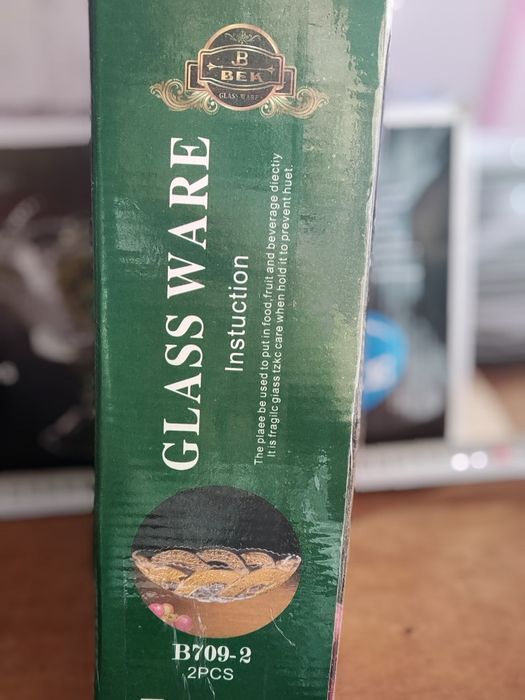 B
BEK
GLASS WARE
GLASS WARE
Instuction
The plaee be used to put in food,fruit and beverage diectiy
It is fragilc giass tzkc care when hold it to prevent huet.
B709-2
2PCS